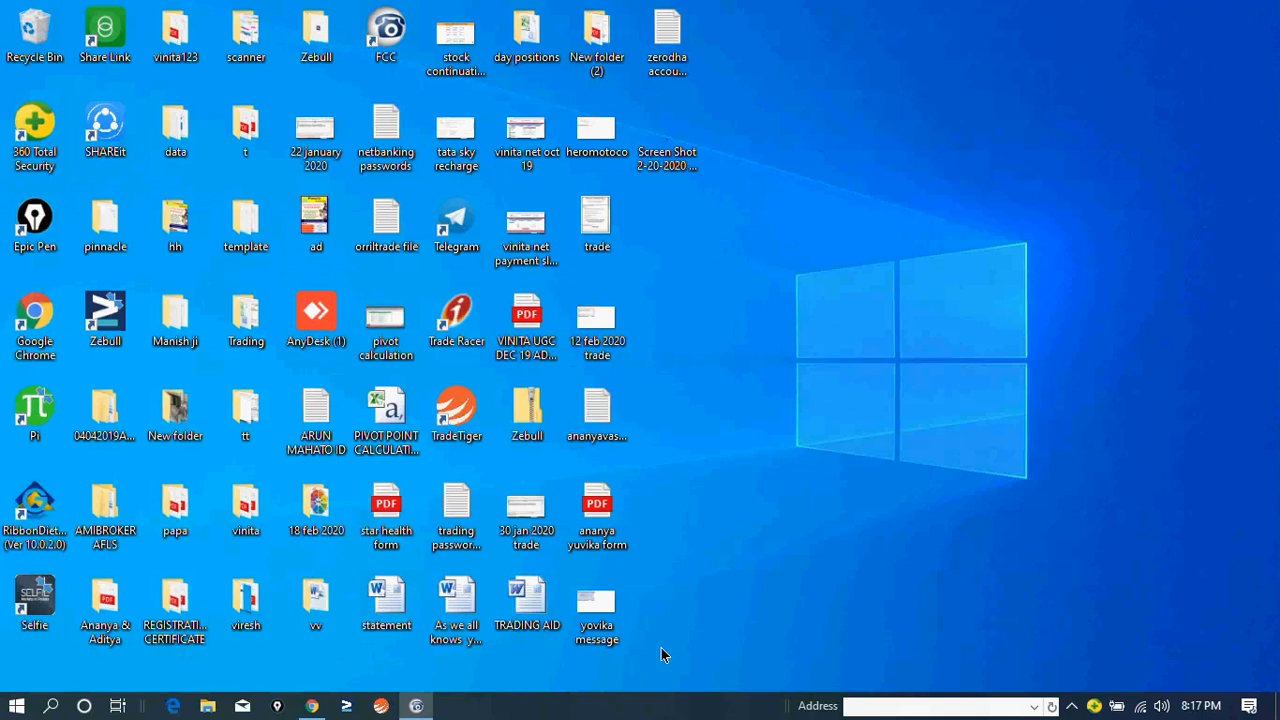 Recycle Bin
Share Link
vinita123
scanner
Zebull
FCC
stock
continuati...
day positions
New folder
(2)
zerodha
accou...
360 Total
Security
SHAREit
data
t
22 january
2020
netbanking
passwords
tata sky
recharge
vinita net oct
19
heromotoco
Screen Shot
2-20-2020 ...
Epic Pen
pinnacle
hh
template
ad
orriltrade file
Telegram
vinita net
payment sl...
trade
Google
Chrome
Zebull
Manish ji
Trading
AnyDesk (1)
pivot
calculation
Trade Racer
PDF
VINITA UGC
DEC 19 AD...
12 feb 2020
trade
Pi
04042019A...
New folder
tt
ARUN
MAHATO ID
PIVOT POINT
CALCULATI...
TradeTiger
Zebull
ananyavas...
RibbonDiet...
(Ver 10.0.2.0)
AMIBROKER
AFLS
papa
vinita
18 feb 2020
PDF
star health
form
trading
passwor...
30 jan 2020
trade
PDF
ananya
yuvika form
SELFIE
Selfie
Ananya &
Aditya
REGISTRATI...
CERTIFICATE
viresh
vv
statement
As we all
knows y...
TRADING AID
yovika
message
Address
8:17 PM